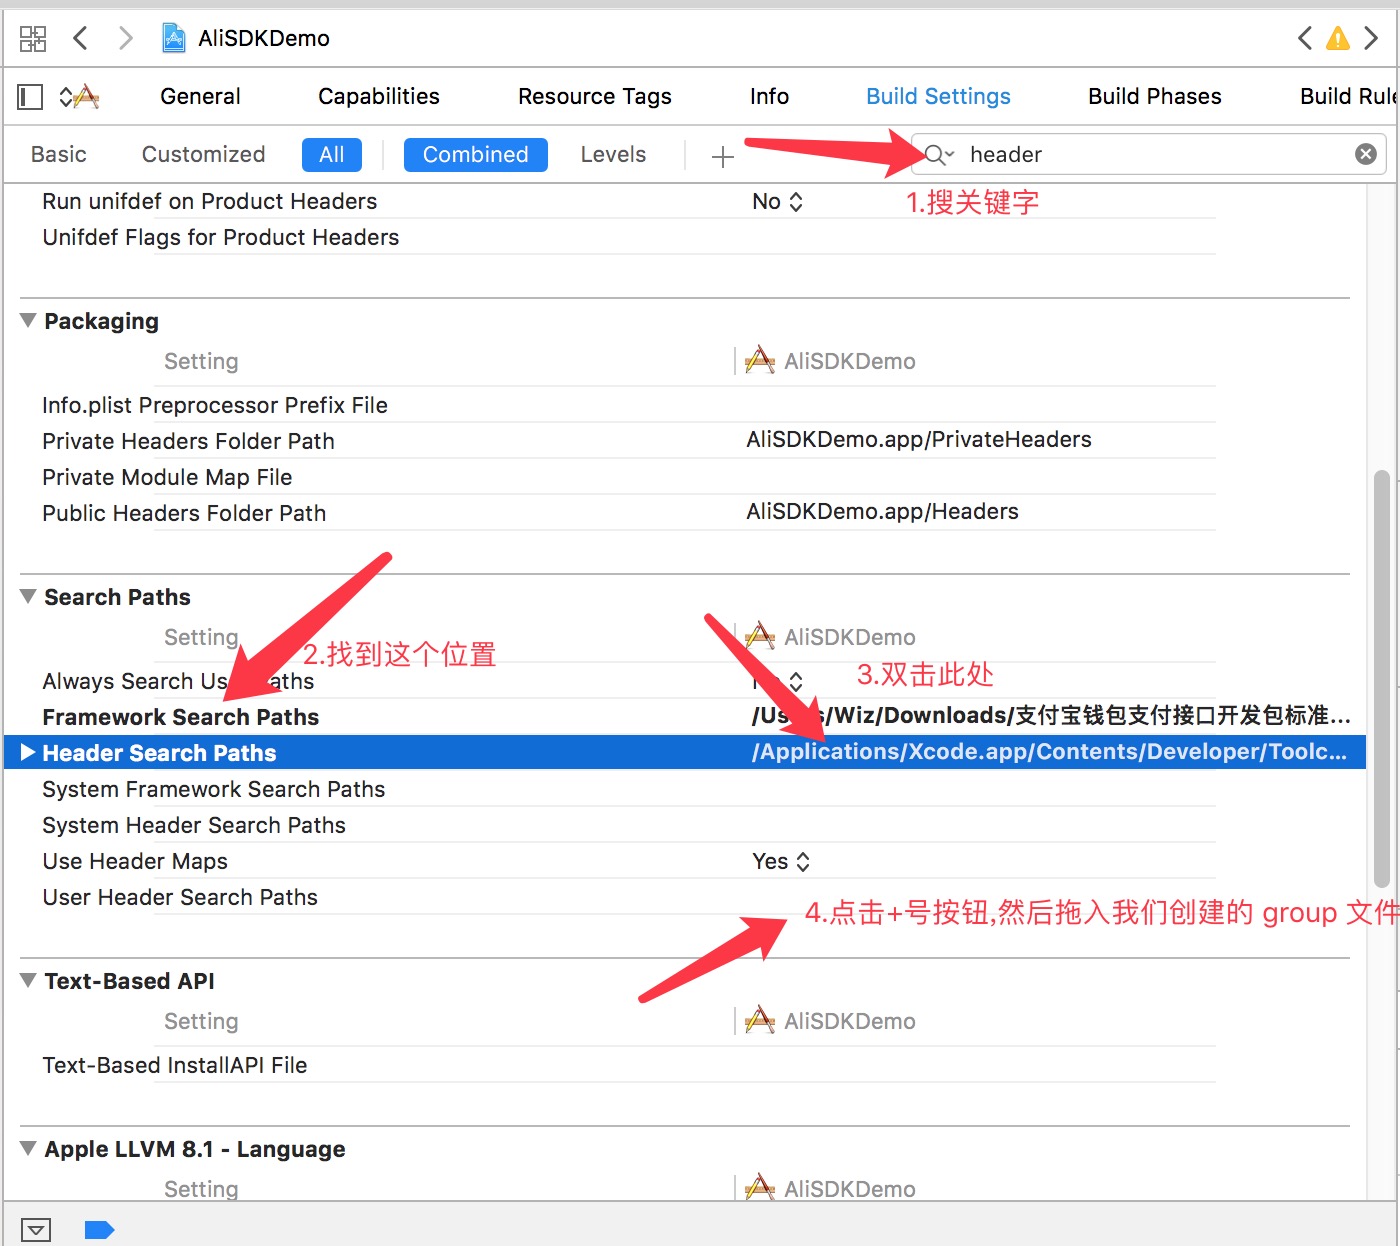 AliSDKDemo
General Capabilities Resource Tags Info Build Settings Build Phases Build Rule
Basic Customized All Combined Levels header
Run unifdef on Product Headers No
1.搜关键字
Unifdef Flags for Product Headers
Packaging
Setting AliSDKDemo
Info.plist Preprocessor Prefix File
Private Headers Folder Path AliSDKDemo.app/PrivateHeaders
Private Module Map File
Public Headers Folder Path AliSDKDemo.app/Headers
Search Paths
Setting AliSDKDemo
2.找到这个位置
3.双击此处
Always Search Us aths
Framework Search Paths /Us s/Wiz/Downloads/支付宝钱包支付接口开发包标准...
Header Search Paths /Applications/Xcode.app/Contents/Developer/Toolc...
System Framework Search Paths
System Header Search Paths
Use Header Maps Yes
User Header Search Paths
4.点击+号按钮,然后拖入我们创建的 group 文件
Text-Based API
Setting AliSDKDemo
Text-Based InstallAPI File
Apple LLVM 8.1 - Language
Setting AliSDKDemo